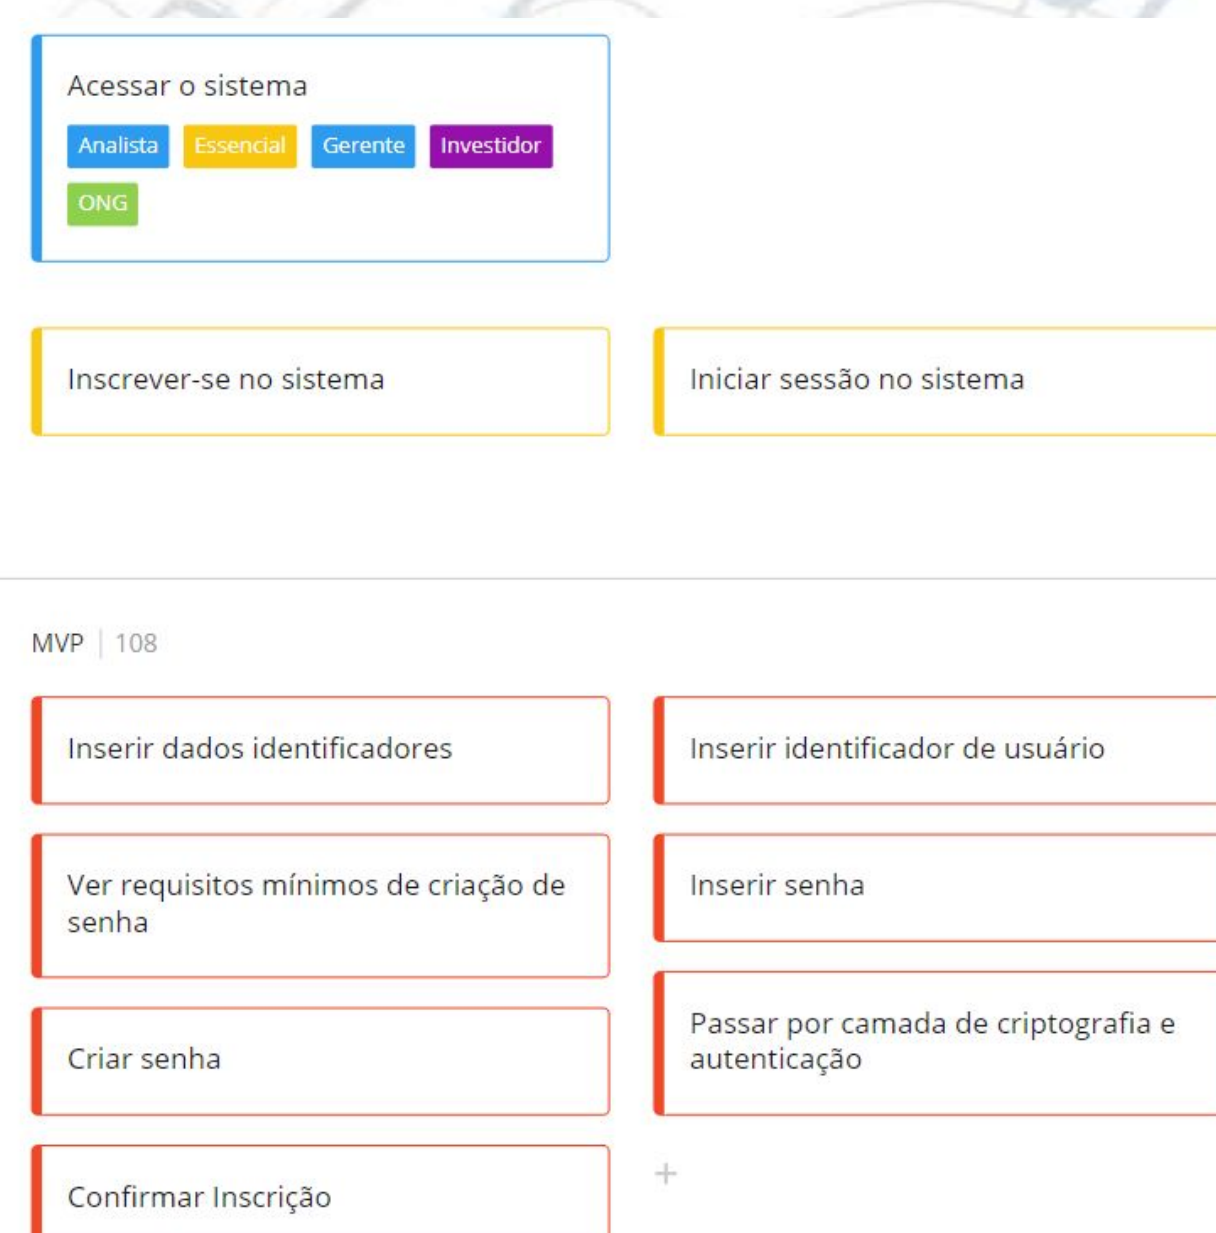 Acessar o sistema
Analista Essencial Gerente Investidor
ONG
Inscrever-se no sistema
Iniciar sessão no sistema
MVP | 108
Inserir dados identificadores
Ver requisitos mínimos de criação de
senha
Criar senha
Confirmar Inscrição
Inserir identificador de usuário
Inserir senha
Passar por camada de criptografia e
autenticação
+